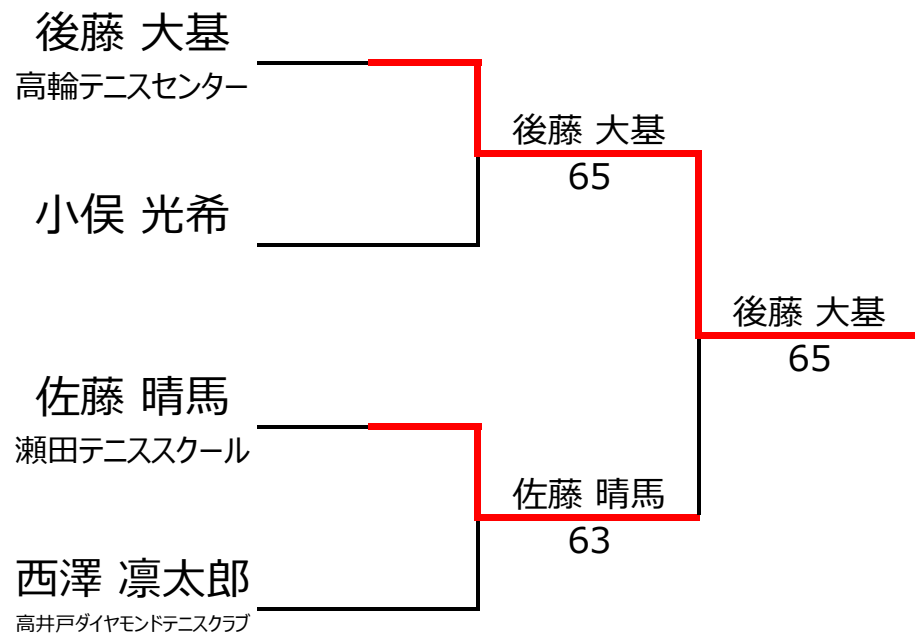 後藤 大基
高輪テニスセンター
後藤 大基
65
小俣 光希
後藤 大基
65
佐藤 晴馬
瀬田テニススクール
佐藤 晴馬
63
西澤 凛太郎
高井戸ダイヤモンドテニスクラブ